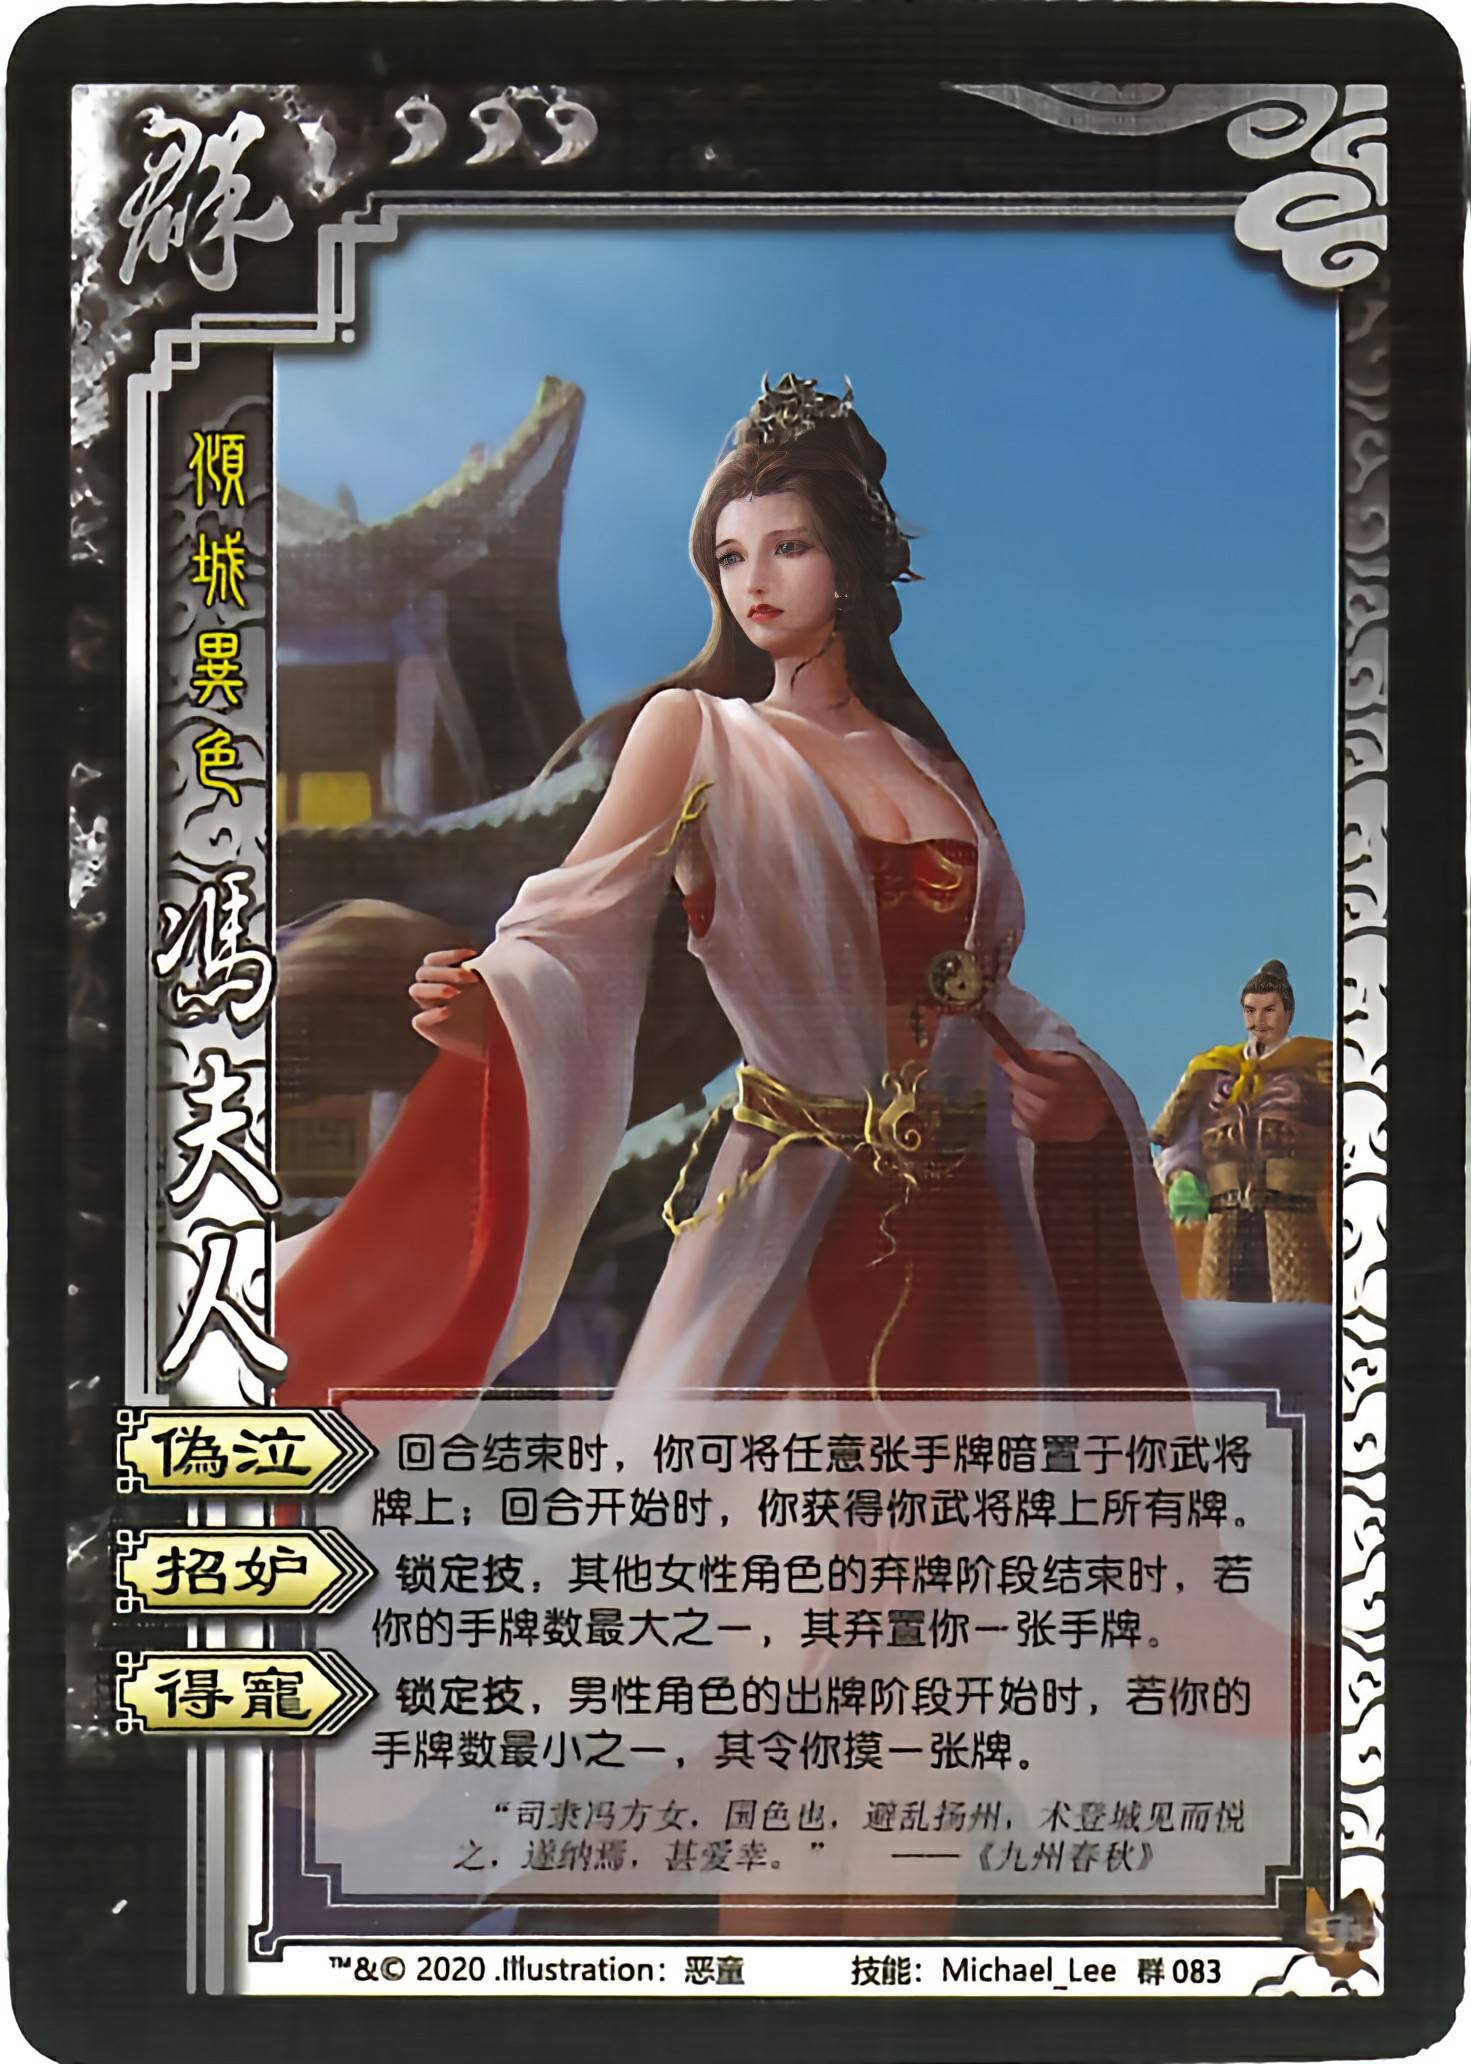 群
傾城異色
馮夫人
偽泣
回合结束时，你可将任意张手牌暗置于你武将
牌上；回合开始时，你获得你武将牌上所有牌。
招妒
锁定技，其他女性角色的弃牌阶段结束时，若
你的手牌数最大之一，其弃置你一张手牌。
得寵
锁定技，男性角色的出牌阶段开始时，若你的
手牌数最小之一，其令你摸一张牌。
“司隶冯方女，国色也，避乱扬州，术登城见而悦
之，遂纳焉，甚爱幸。” ——《九州春秋》
™&© 2020 .Illustration：恶童 技能：Michael_Lee 群 083